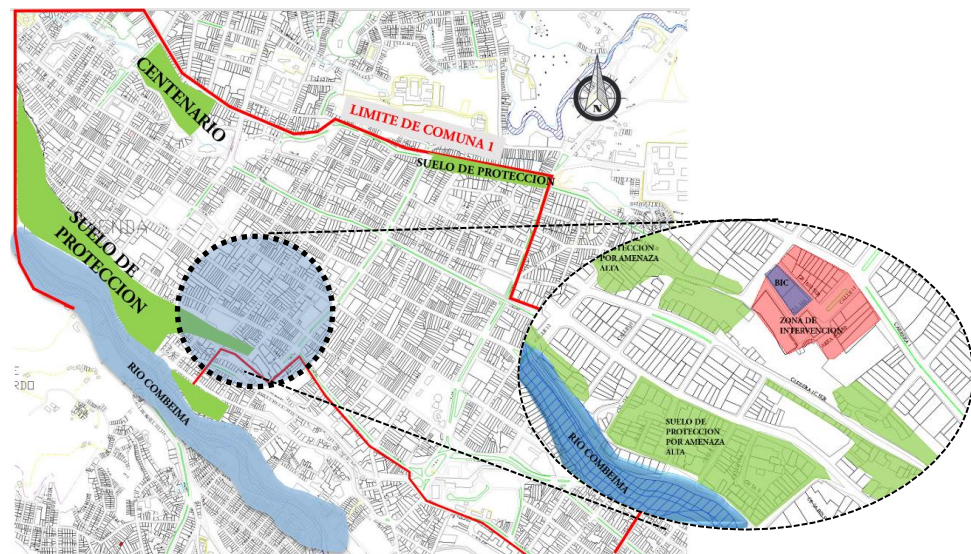 CENTENARIO
LIMITE DE COMUNA 1
N
SUELO DE PROTECCION
SUELO DE
PROTECCION
RIO COMBEIMA
PROTECCION
POR AMENAZA
ALTA
BIC
ZONA DE
INTERVENCION
CARRERA
SUELO DE
PROTECCION
POR AMENAZA
ALTA
RIO COMBEIMA